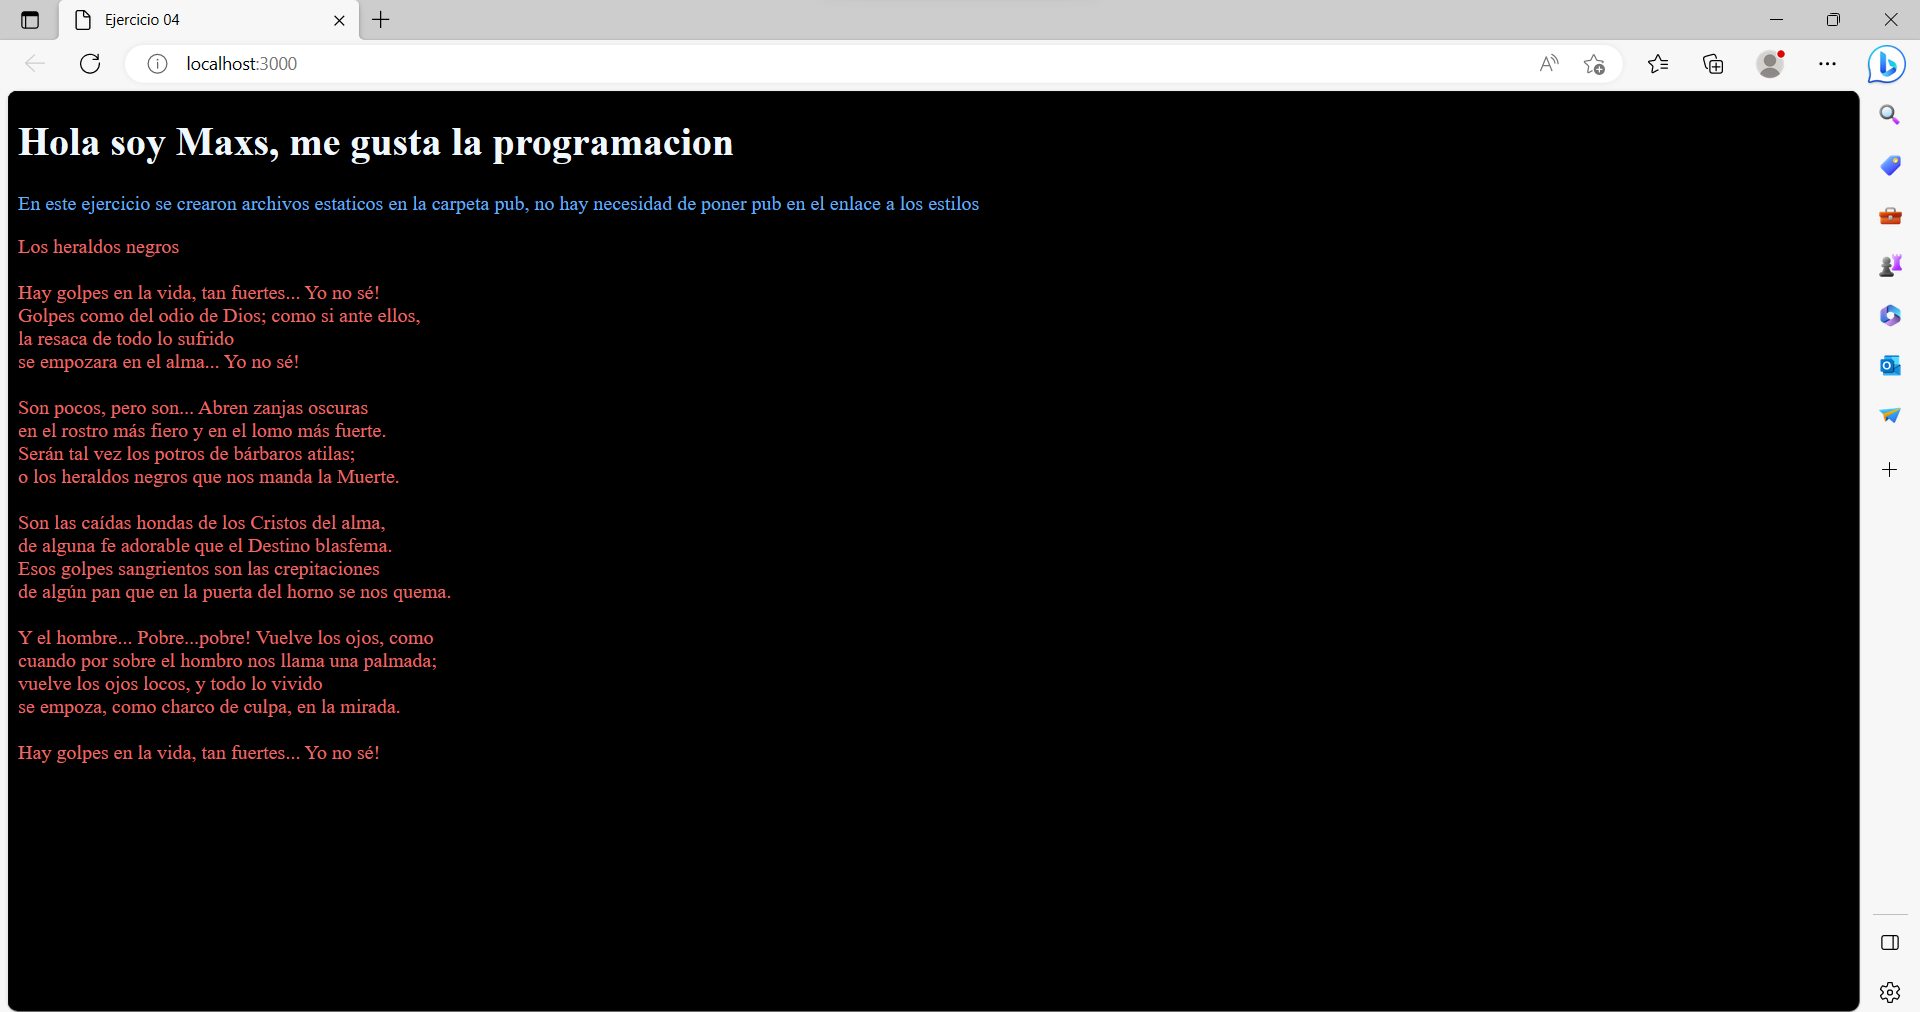 Ejercicio 04
localhost:3000
Hola soy Maxs, me gusta la programacion
En este ejercicio se crearon archivos estaticos en la carpeta pub, no hay necesidad de poner pub en el enlace a los estilos
Los heraldos negros
Hay golpes en la vida, tan fuertes... Yo no sé!
Golpes como del odio de Dios; como si ante ellos,
la resaca de todo lo sufrido
se empozara en el alma... Yo no sé!
Son pocos, pero son... Abren zanjas oscuras
en el rostro más fiero y en el lomo más fuerte.
Serán tal vez los potros de bárbaros atilas;
o los heraldos negros que nos manda la Muerte.
Son las caídas hondas de los Cristos del alma,
de alguna fe adorable que el Destino blasfema.
Esos golpes sangrientos son las crepitaciones
de algún pan que en la puerta del horno se nos quema.
Y el hombre... Pobre...pobre! Vuelve los ojos, como
cuando por sobre el hombro nos llama una palmada;
vuelve los ojos locos, y todo lo vivido
se empoza, como charco de culpa, en la mirada.
Hay golpes en la vida, tan fuertes... Yo no sé!